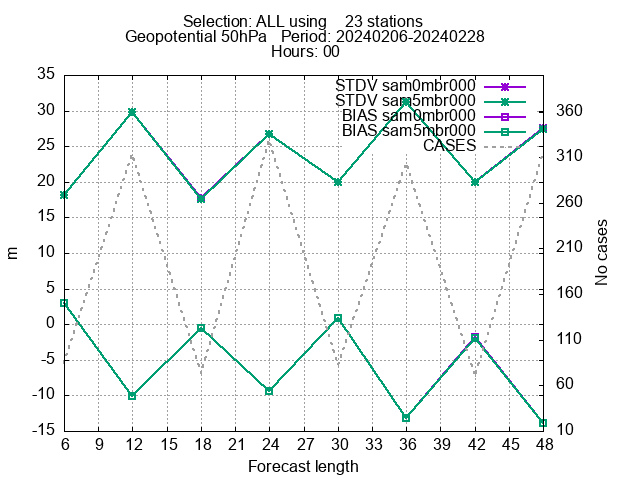 Selection: ALL using    23 stations
Geopotential 50hPa   Period: 20240206-20240228
Hours: 00
STDV sam0mbr000
STDV sam5mbr000
BIAS sam0mbr000
BIAS sam5mbr000
CASES
35
30
25
20
15
10
5
0
-5
-10
-15
m
360
310
260
210
160
110
60
10
No cases
6 9 12 15 18 21 24 27 30 33 36 39 42 45 48
Forecast length